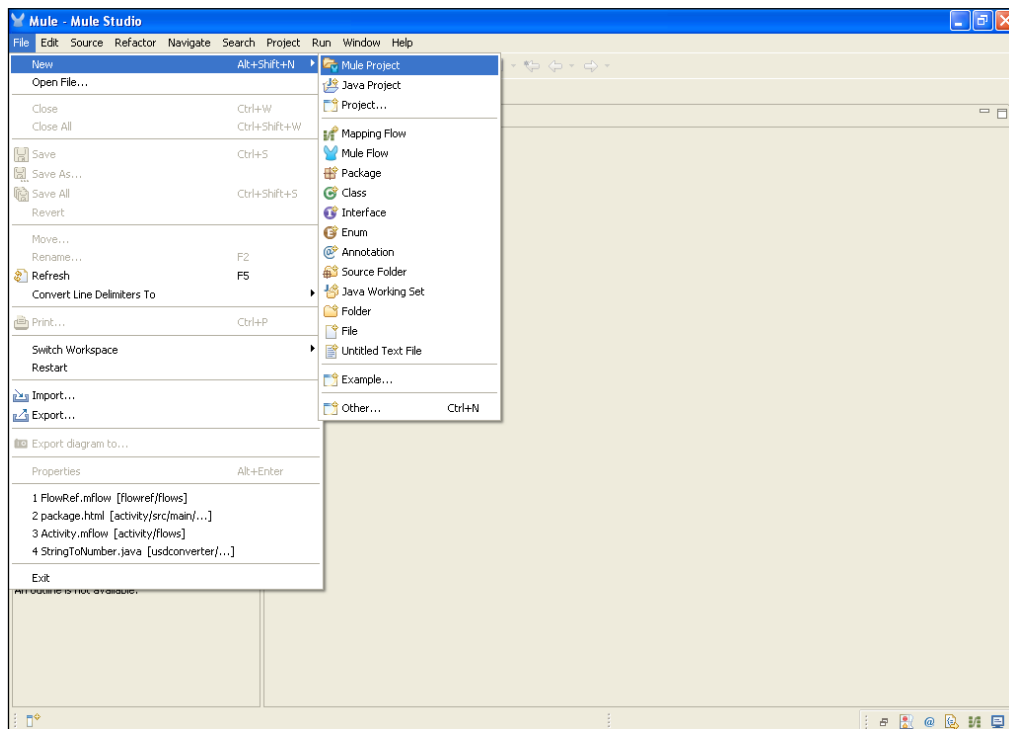 Mule - Mule Studio
File Edit Source Refactor Navigate Search Project Run Window Help
New Alt+Shift+N
Open File...
Close Ctrl+W
Close All Ctrl+Shift+W
Save Ctrl+S
Save As...
Save All Ctrl+Shift+S
Revert
Move...
Rename... F2
Refresh F5
Convert Line Delimiters To
Print... Ctrl+P
Switch Workspace
Restart
Import...
Export...
Export diagram to...
Properties Alt+Enter
1 FlowRef.mflow [flowref/flows]
2 package.html [activity/src/main/...]
3 Activity.mflow [activity/flows]
4 StringToNumber.java [usdconverter/...]
Exit
An outline is not available.
Mule Project
Java Project
Project...
Mapping Flow
Mule Flow
Package
Class
Interface
Enum
Annotation
Source Folder
Java Working Set
Folder
File
Untitled Text File
Example...
Other... Ctrl+N